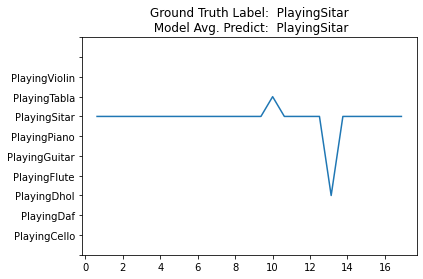 Ground Truth Label:  PlayingSitar
Model Avg. Predict:  PlayingSitar
PlayingViolin
PlayingTabla
PlayingSitar
PlayingPiano
PlayingGuitar
PlayingFlute
PlayingDhol
PlayingDaf
PlayingCello
0 2 4 6 8 10 12 14 16